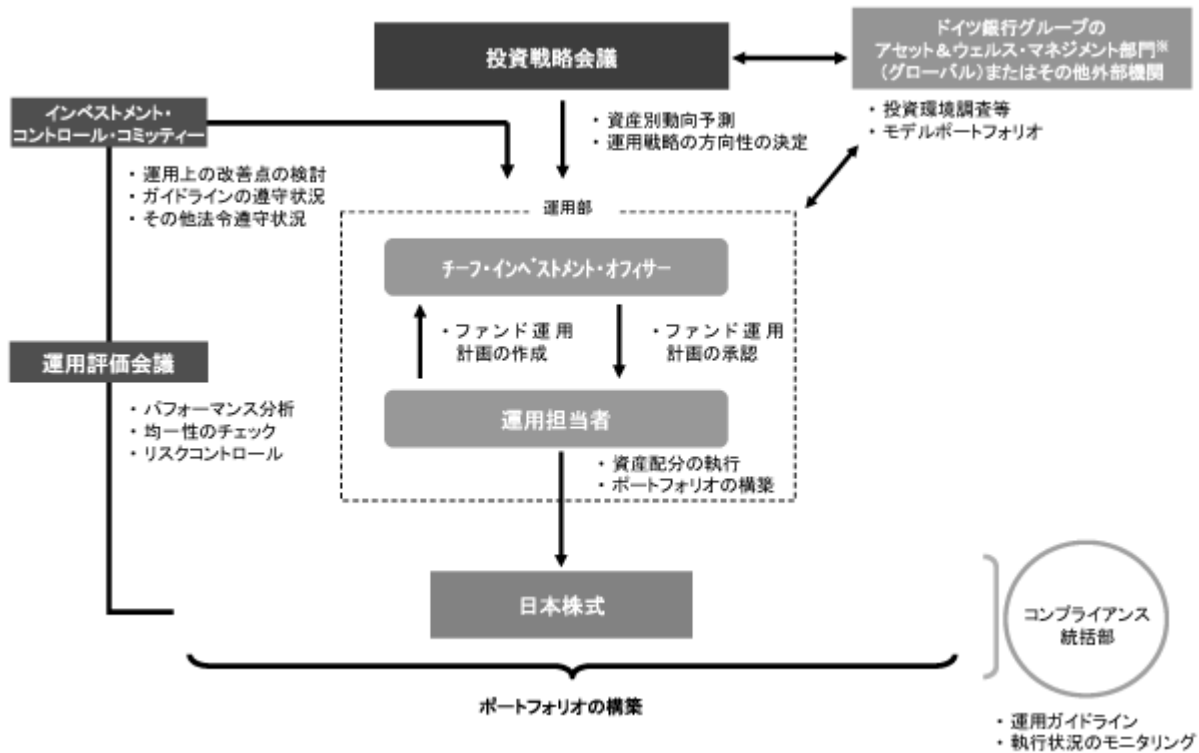 投資戦略会議
ドイツ銀行グループの
アセット＆ウェルス・マネジメント部門※
(グローバル)またはその他外部機関
・投資環境調査等
・モデルポートフォリオ
・資産別動向予測
・運用戦略の方向性の決定
インベストメント・
コントロール・コミッティー
・運用上の改善点の検討
・ガイドラインの遵守状況
・その他法令遵守状況
運用部
チーフ・インベストメント・オフィサー
・ファンド運用
計画の作成
・ファンド運用
計画の承認
運用評価会議
・パフォーマンス分析
・均一性のチェック
・リスクコントロール
運用担当者
・資産配分の執行
・ポートフォリオの構築
日本株式
ポートフォリオの構築
コンプライアンス
統括部
・運用ガイドライン
・執行状況のモニタリング